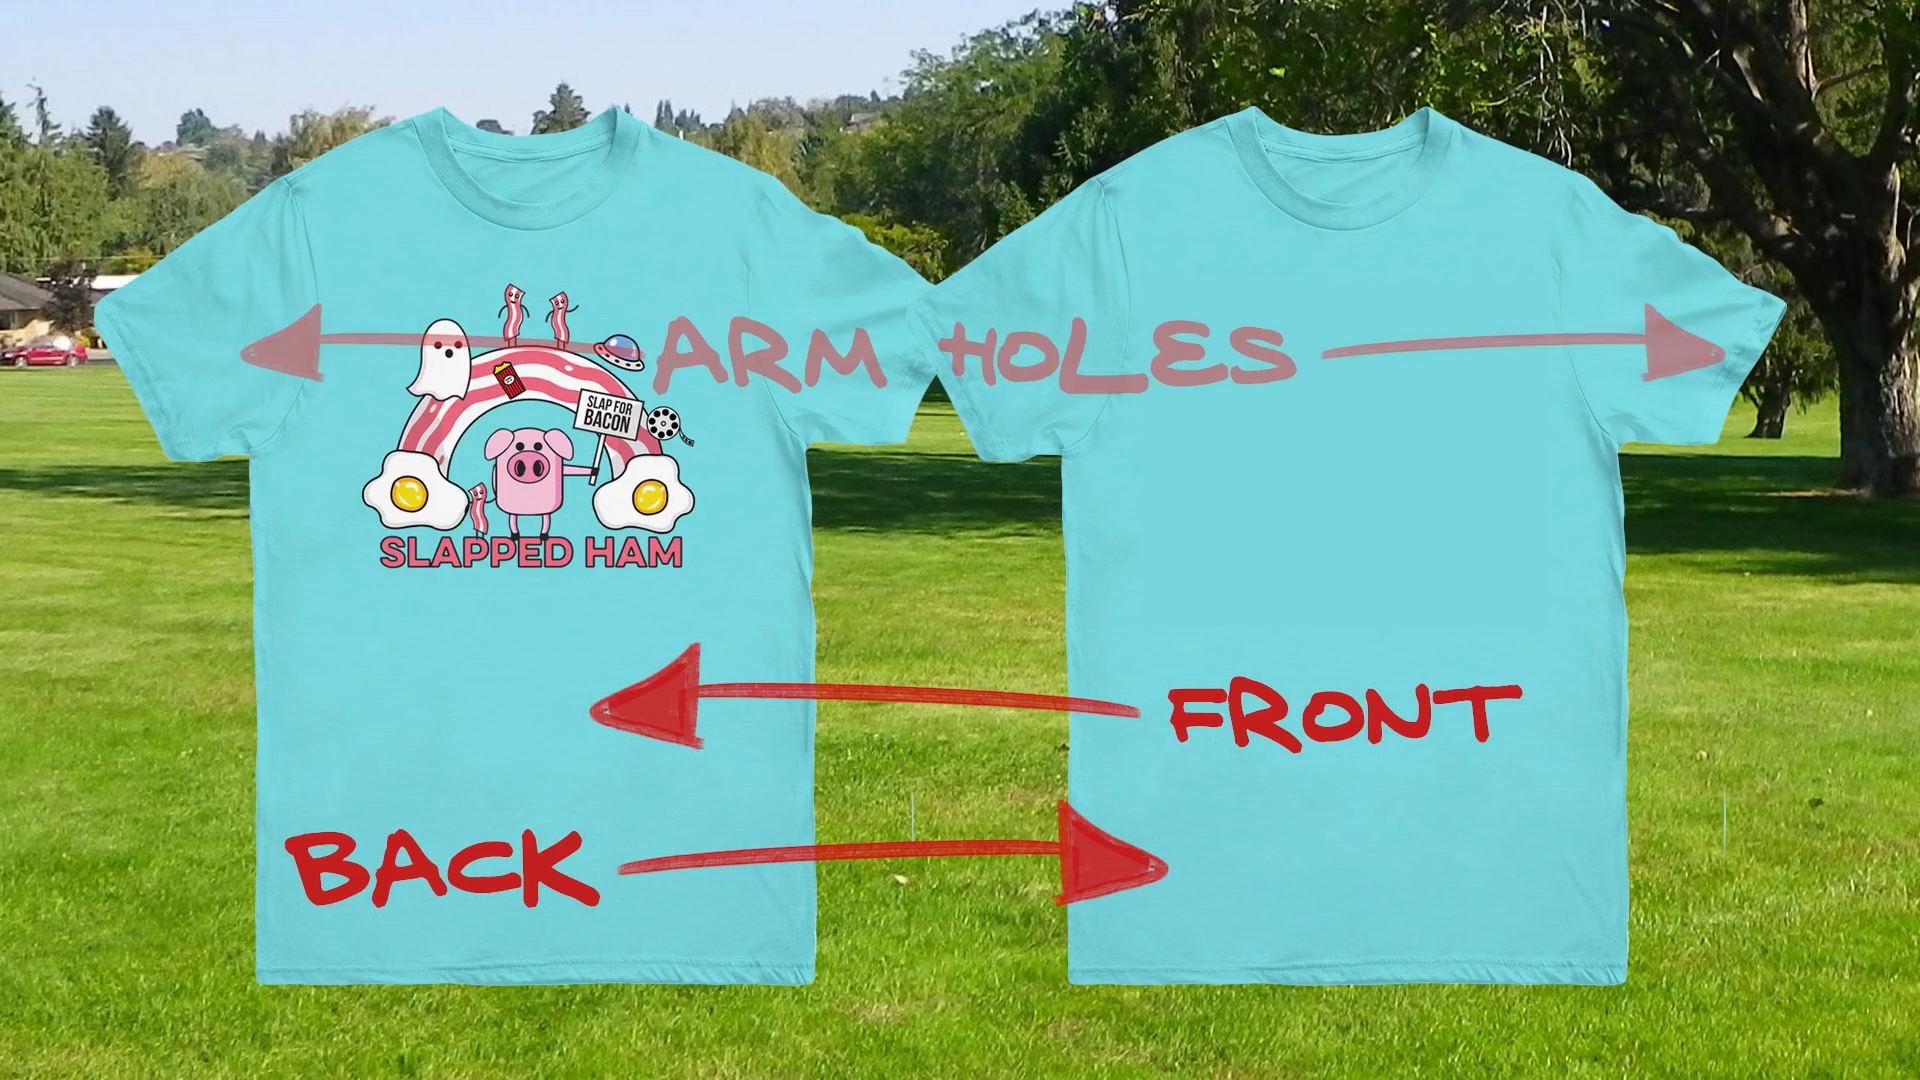 ARM HOLES
SLAP FOR
BACON
SLAPPED HAM
FRONT
BACK